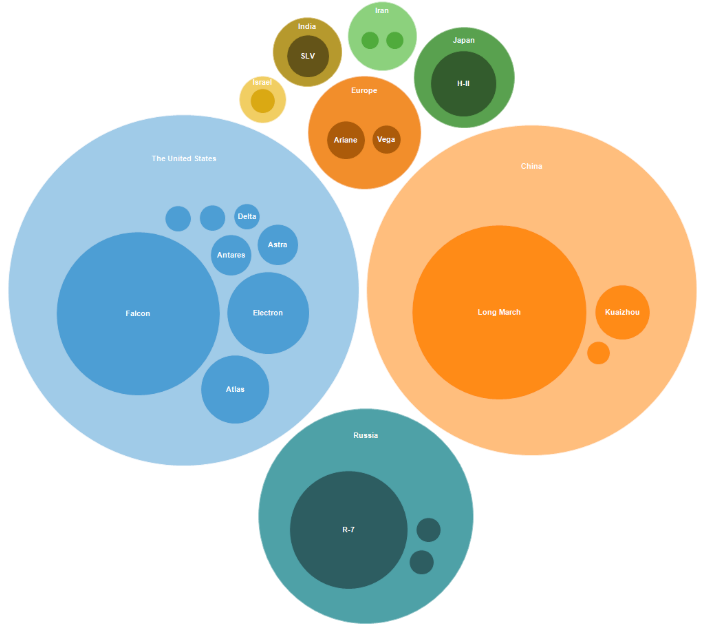 Iran
India
Japan
SLV
Israel
H-II
Europe
Ariane
Vega
The United States
China
Delta
Astra
Antares
Falcon
Electron
Long March
Kuaizhou
Atlas
Russia
R-7